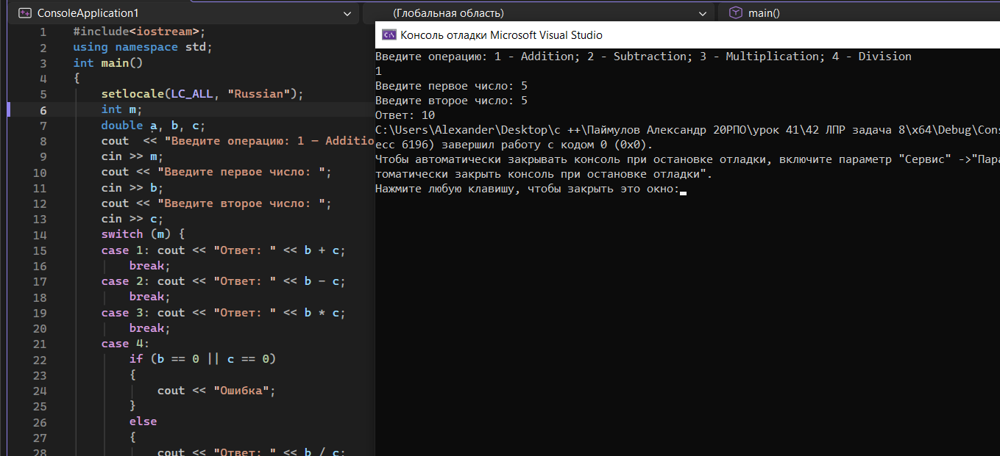 ConsoleApplication1
(Глобальная область)
main()
1 #include<iostream>;
2 using namespace std;
3 int main()
4 {
5 setlocale(LC_ALL, "Russian");
6 int m;
7 double a, b, c;
8 cout << "Введите операцию: 1 – Additio
9 cin >> m;
10 cout << "Введите первое число: ";
11 cin >> b;
12 cout << "Введите второе число: ";
13 cin >> c;
14 switch (m) {
15 case 1: cout << "Ответ: " << b + c;
16 break;
17 case 2: cout << "Ответ: " << b - c;
18 break;
19 case 3: cout << "Ответ: " << b * c;
20 break;
21 case 4:
22 if (b == 0 || c == 0)
23 {
24 cout << "Ошибка";
25 }
26 else
27 {
28 cout << "Ответ: " << b / c;
Консоль отладки Microsoft Visual Studio
Введите операцию: 1 - Addition; 2 - Subtraction; 3 - Multiplication; 4 - Division
1
Введите первое число: 5
Введите второе число: 5
Ответ: 10
C:\Users\Alexander\Desktop\c ++\Паймулов Александр 20РПО\урок 41\42 ЛПР задача 8\x64\Debug\Con
есс 6196) завершил работу с кодом 0 (0x0).
Чтобы автоматически закрывать консоль при остановке отладки, включите параметр "Сервис" ->"Пар
томатически закрыть консоль при остановке отладки".
Нажмите любую клавишу, чтобы закрыть это окно: